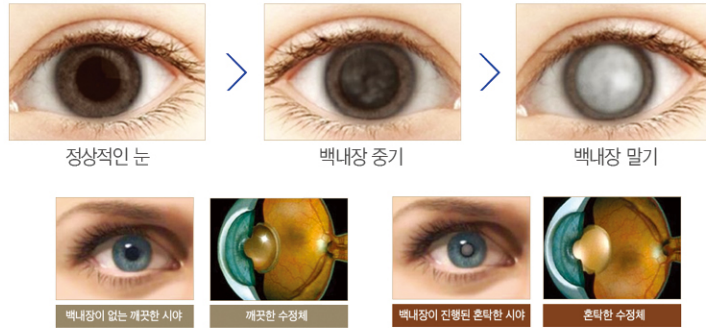 정상적인 눈
백내장 중기
백내장 말기
백내장이 없는 깨끗한 시야
깨끗한 수정체
백내장이 진행된 혼탁한 시야
혼탁한 수정체